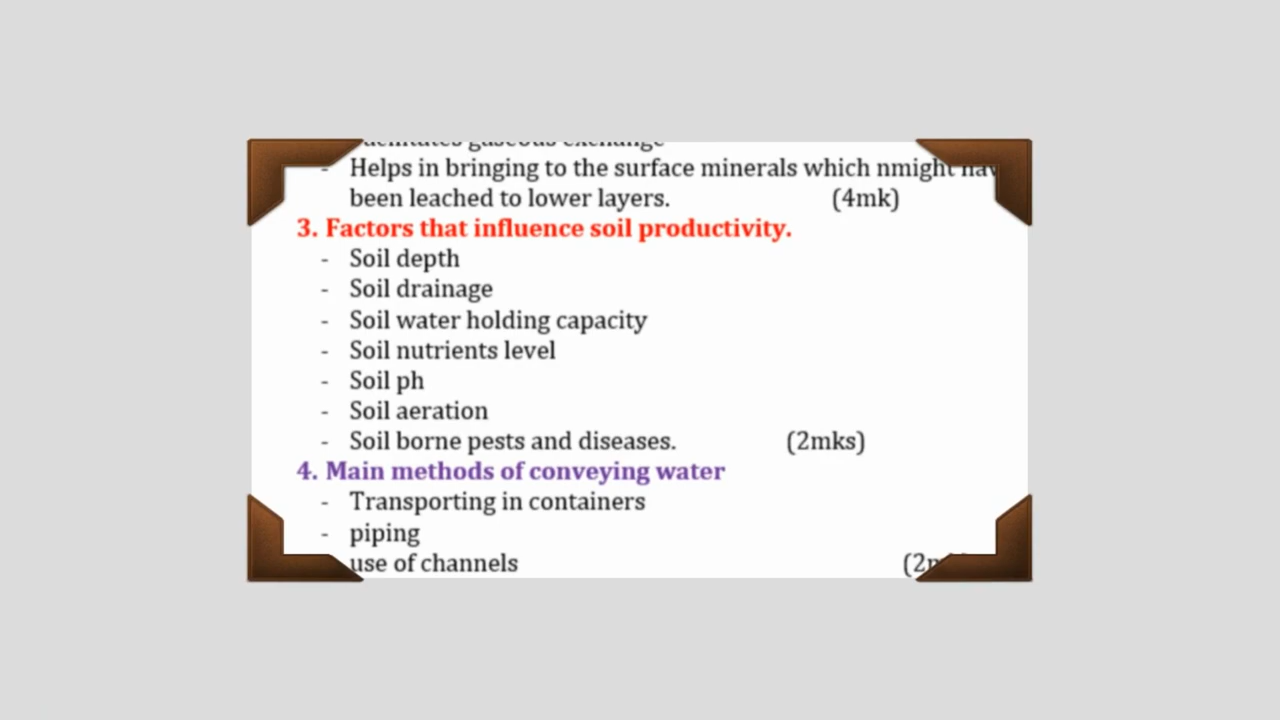 gaseous exchange
- Helps in bringing to the surface minerals which nmight
been leached to lower layers. (4mk)
3. Factors that influence soil productivity.
- Soil depth
- Soil drainage
- Soil water holding capacity
- Soil nutrients level
- Soil ph
- Soil aeration
- Soil borne pests and diseases. (2mks)
4. Main methods of conveying water
- Transporting in containers
- piping
use of channels